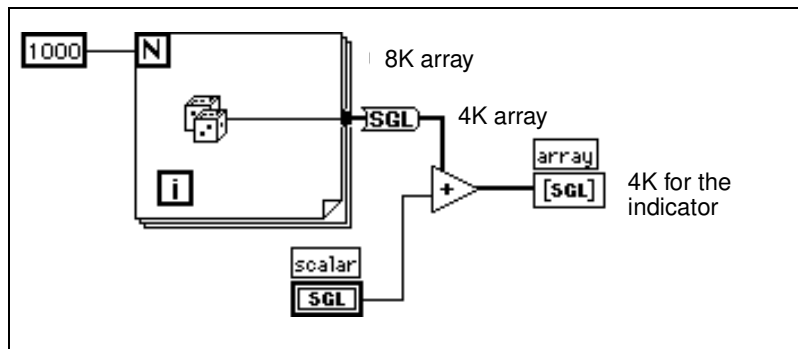 1000
N
8K array
SGL
4K array
i
+
array
[SGL]
4K for the
indicator
scalar
SGL